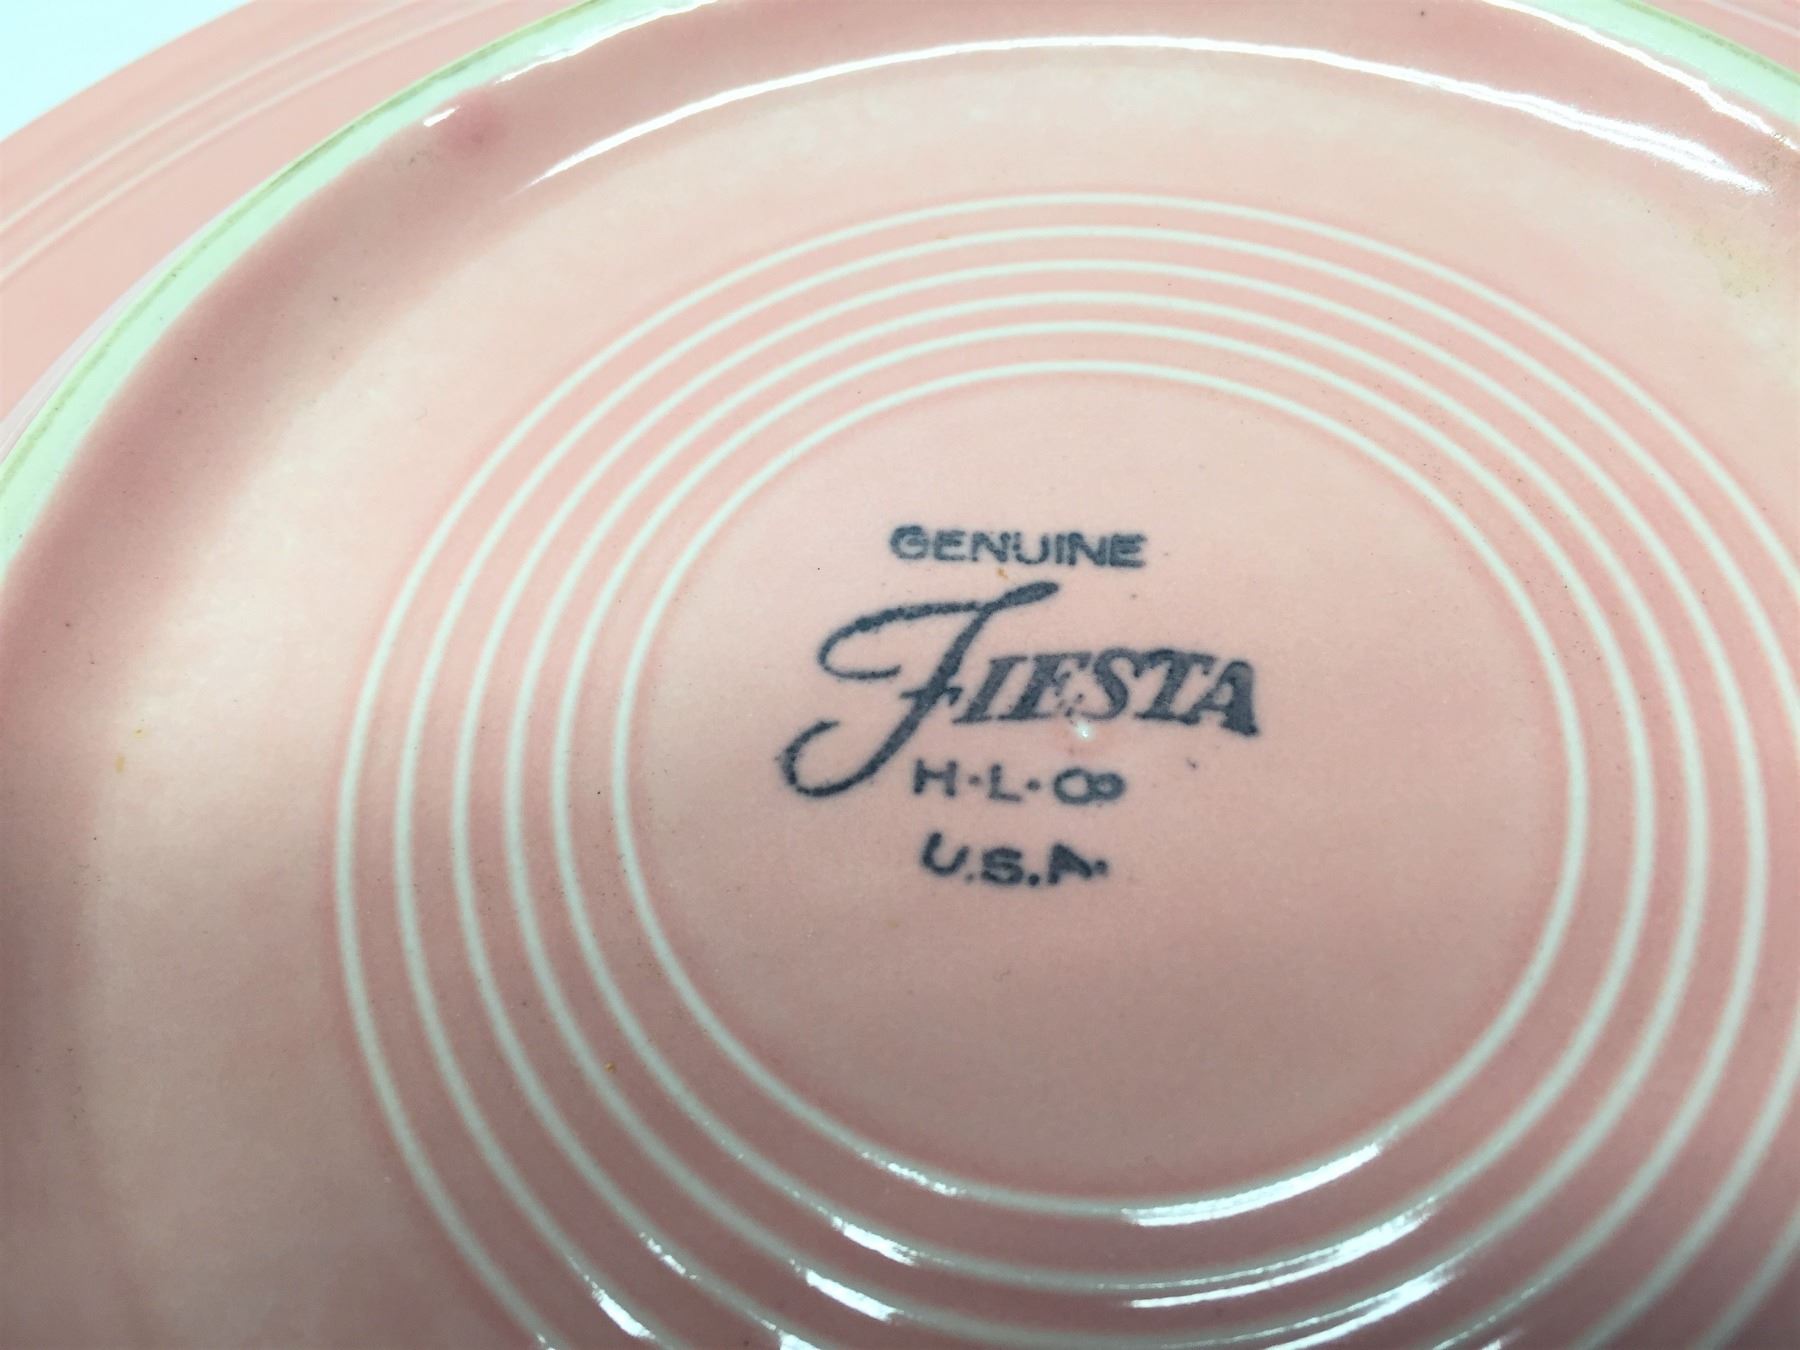 GENUINE
FIESTA
H·L·CO
U.S.A.